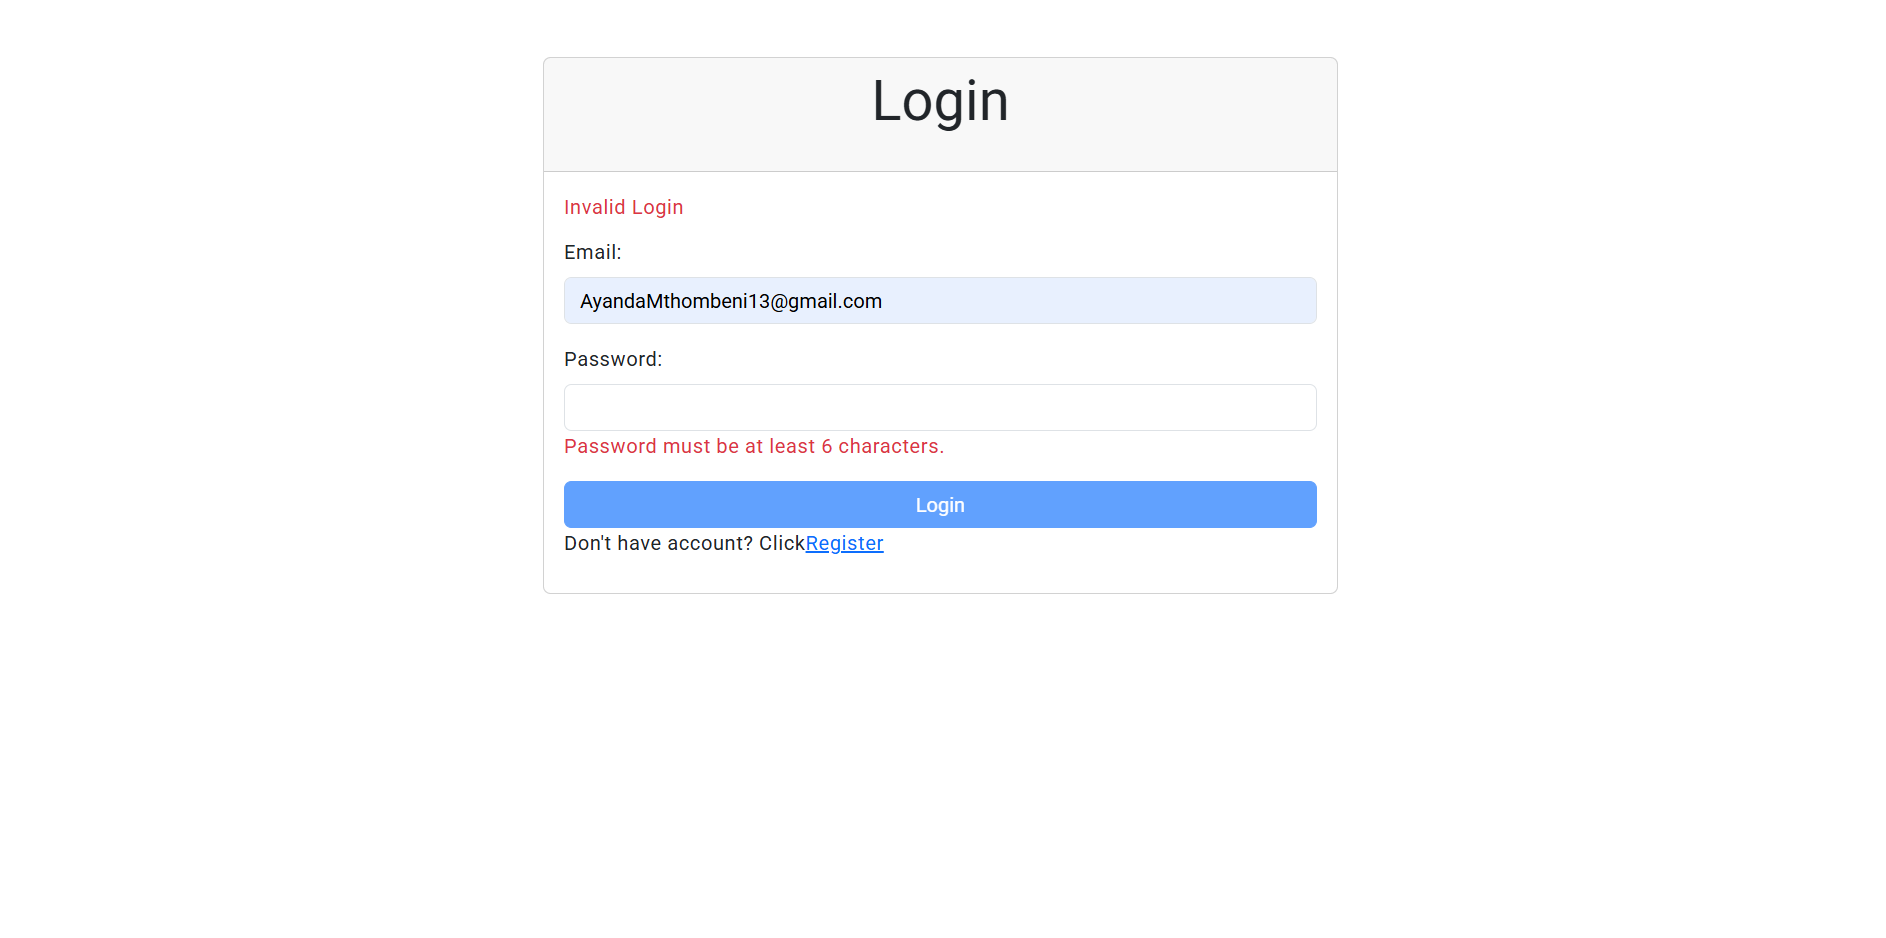 Login
Invalid Login
Email:
AyandaMthombeni13@gmail.com
Password:
Password must be at least 6 characters.
Login
Don't have account? ClickRegister